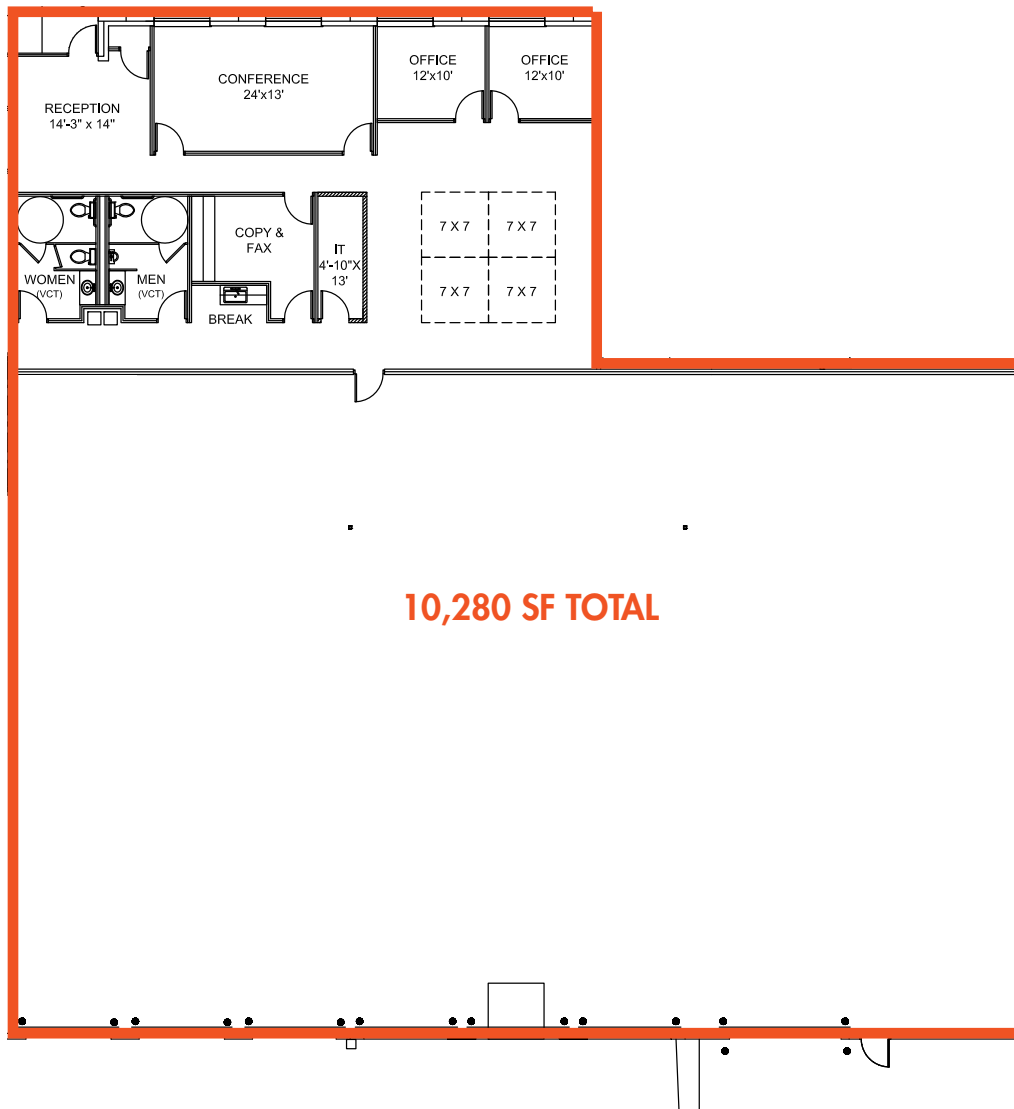 CONFERENCE
24'x13'
OFFICE
12'x10'
OFFICE
12'x10'
RECEPTION
14'-3" x 14"
COPY &
FAX
IT
4'-10"X
13'
7 X 7
7 X 7
7 X 7
7 X 7
WOMEN
(VCT)
MEN
(VCT)
BREAK
10,280 SF TOTAL